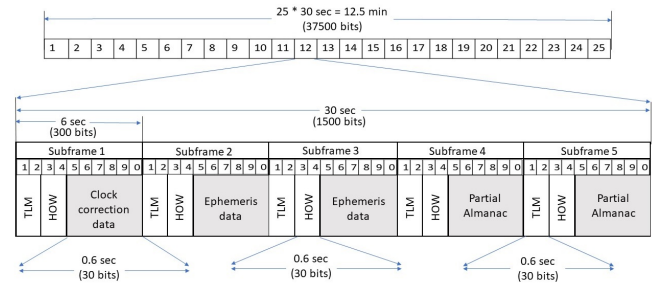 25 * 30 sec = 12.5 min
(37500 bits)
1 2 3 4 5 6 7 8 9 10 11 12 13 14 15 16 17 18 19 20 21 22 23 24 25
30 sec
(1500 bits)
6 sec
(300 bits)
Subframe 1 Subframe 2 Subframe 3 Subframe 4 Subframe 5
1 2 3 4 5 6 7 8 9 0 1 2 3 4 5 6 7 8 9 0 1 2 3 4 5 6 7 8 9 0 1 2 3 4 5 6 7 8 9 0 1 2 3 4 5 6 7 8 9 0
TLM HOW Clock correction data TLM HOW Ephemeris data TLM HOW Ephemeris data TLM HOW Partial Almanac TLM HOW Partial Almanac
0.6 sec 0.6 sec 0.6 sec
(30 bits) (30 bits) (30 bits)